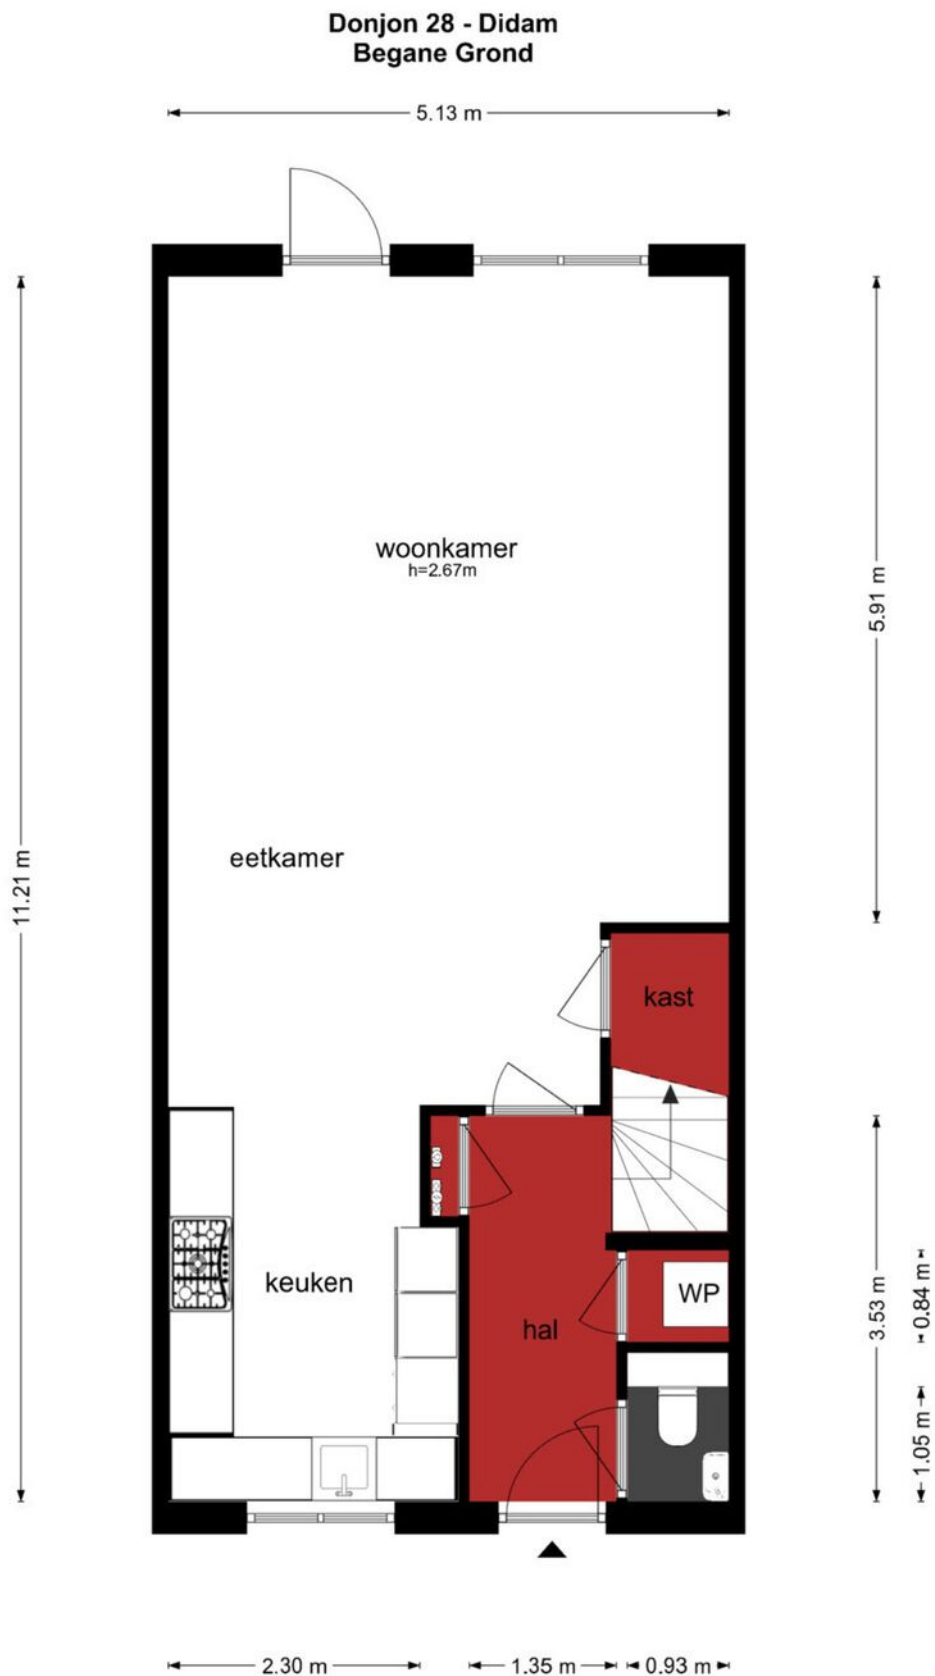 Donjon 28 - Didam
Begane Grond
5.13 m
woonkamer
h=2.67m
5.91 m
11.21 m
eetkamer
kast
keuken
hal
WP
3.53 m
0.84 m
1.05 m
2.30 m
1.35 m
0.93 m